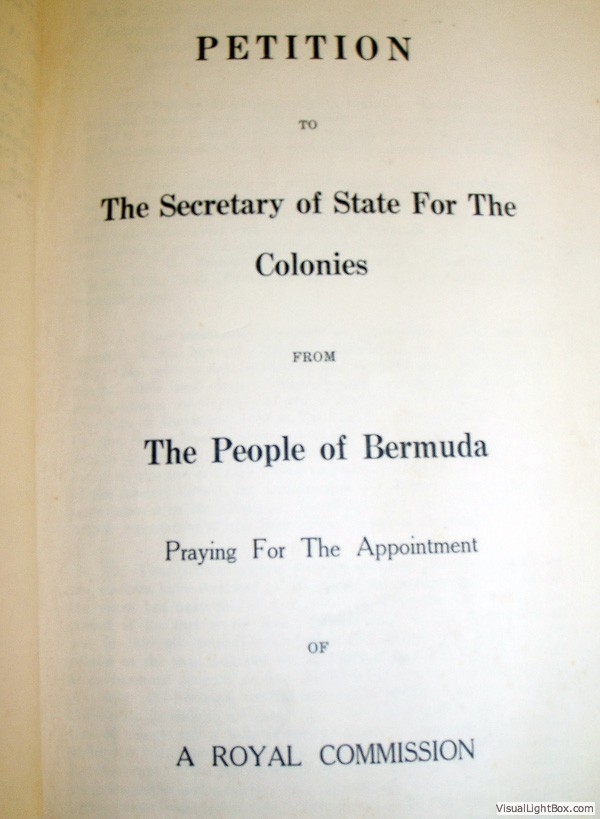 PETITION
TO
The Secretary of State For The
Colonies
FROM
The People of Bermuda
Praying For The Appointment
OF
A ROYAL COMMISSION
VisualLightBox.com